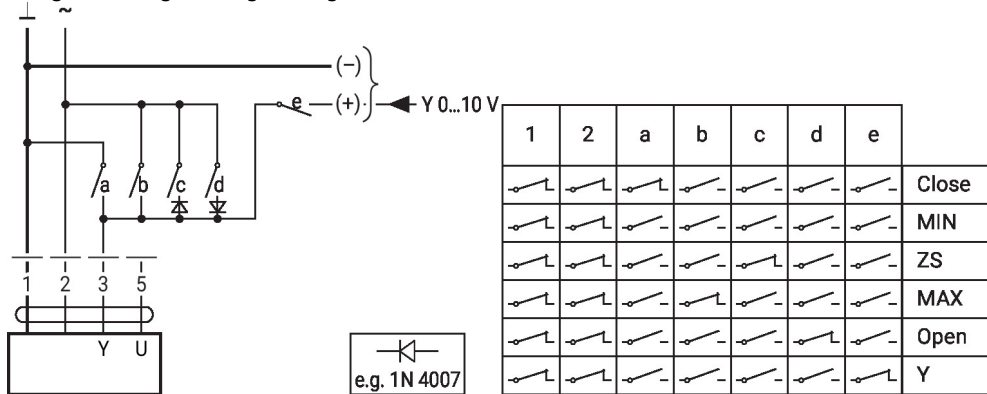 ⊥ ~
(−)
e (+) Y 0...10 V
a b c d
1 2 3 5
Y U
e.g. 1N 4007
1 2 a b c d e
Close
MIN
ZS
MAX
Open
Y